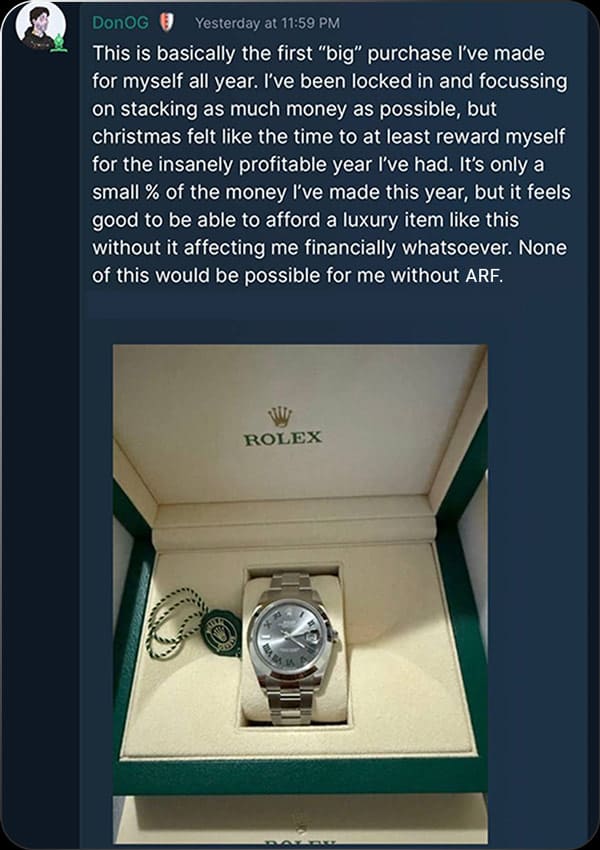 DonOG Yesterday at 11:59 PM
This is basically the first “big” purchase I’ve made
for myself all year. I’ve been locked in and focussing
on stacking as much money as possible, but
christmas felt like the time to at least reward myself
for the insanely profitable year I’ve had. It’s only a
small % of the money I’ve made this year, but it feels
good to be able to afford a luxury item like this
without it affecting me financially whatsoever. None
of this would be possible for me without ARF.
ROLEX
ROLEX